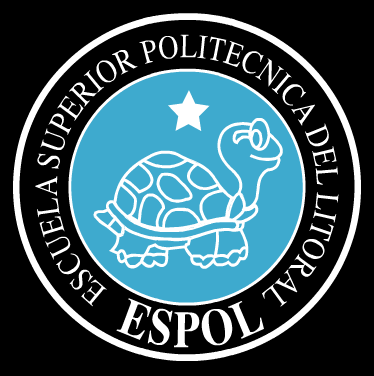 ESCUELA SUPERIOR POLITECNICA DEL LITORAL
ESPOL